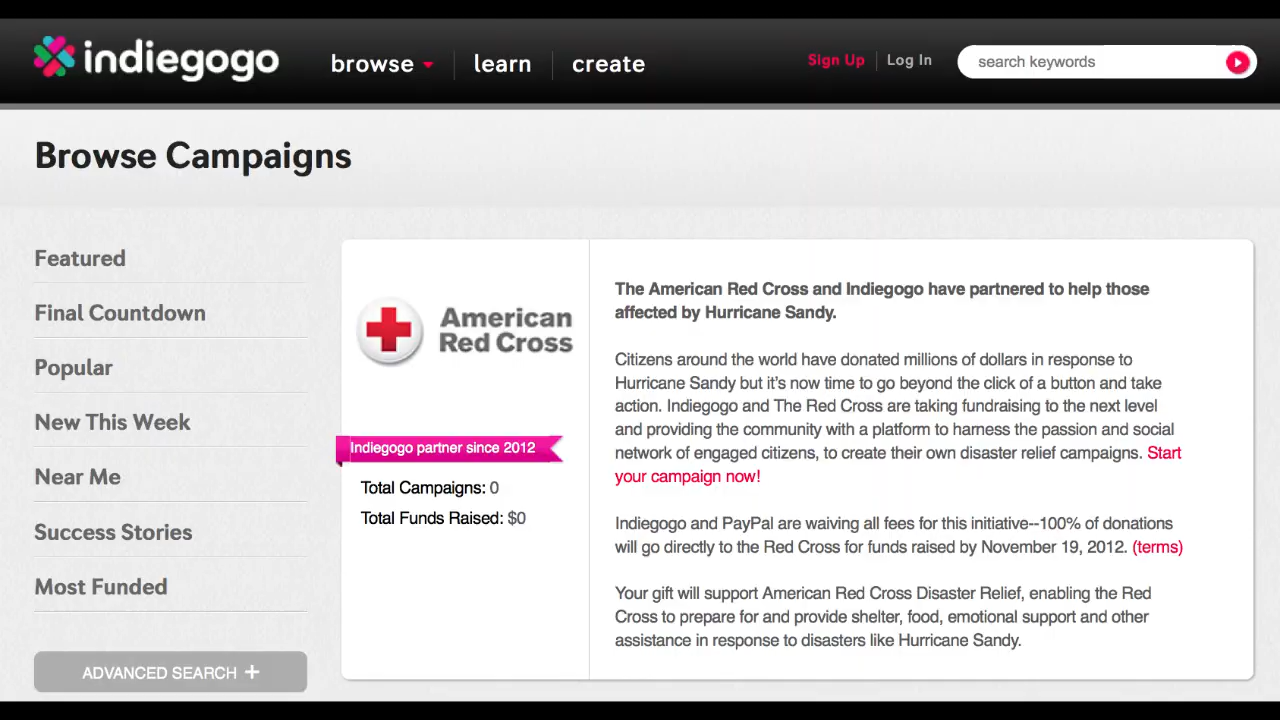 indiegogo
browse learn create
Sign Up Log In
search keywords
Browse Campaigns
Featured
Final Countdown
Popular
New This Week
Near Me
Success Stories
Most Funded
ADVANCED SEARCH +
American
Red Cross
Indiegogo partner since 2012
Total Campaigns: 0
Total Funds Raised: $0
The American Red Cross and Indiegogo have partnered to help those
affected by Hurricane Sandy.
Citizens around the world have donated millions of dollars in response to
Hurricane Sandy but it's now time to go beyond the click of a button and take
action. Indiegogo and The Red Cross are taking fundraising to the next level
and providing the community with a platform to harness the passion and social
network of engaged citizens, to create their own disaster relief campaigns. Start
your campaign now!
Indiegogo and PayPal are waiving all fees for this initiative--100% of donations
will go directly to the Red Cross for funds raised by November 19, 2012. (terms)
Your gift will support American Red Cross Disaster Relief, enabling the Red
Cross to prepare for and provide shelter, food, emotional support and other
assistance in response to disasters like Hurricane Sandy.